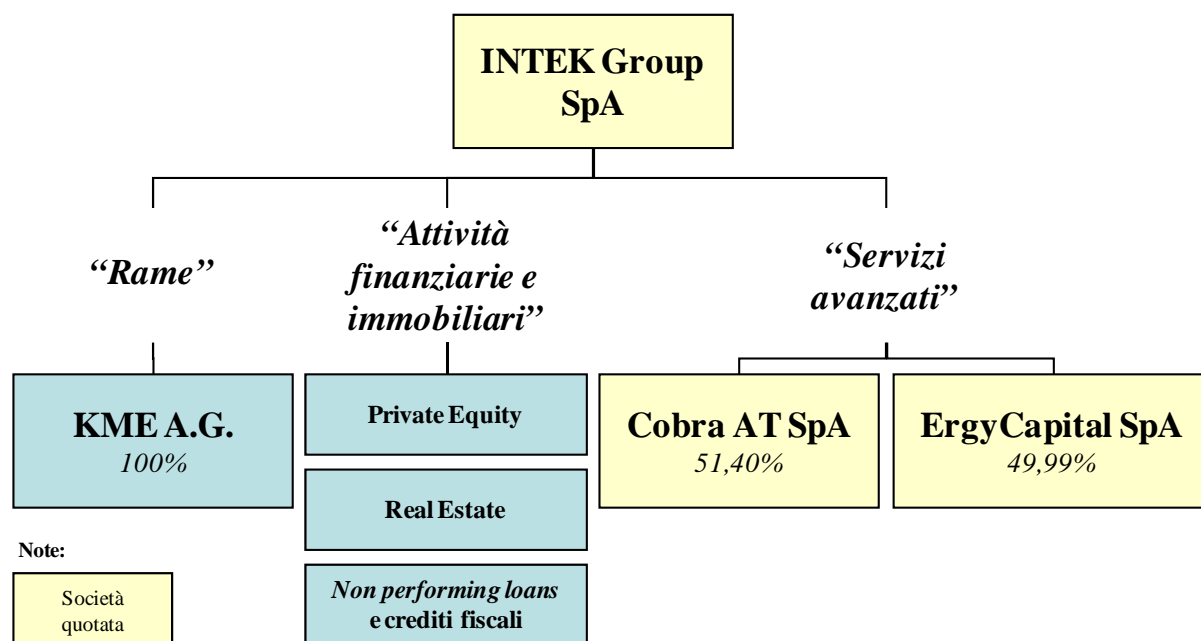 INTEK Group
SpA
“Rame”
“Attività
finanziarie e
immobiliari”
“Servizi
avanzati”
KME A.G.
100%
Private Equity
Real Estate
Non performing loans
e crediti fiscali
Cobra AT SpA
51,40%
ErgyCapital SpA
49,99%
Note:
Società
quotata